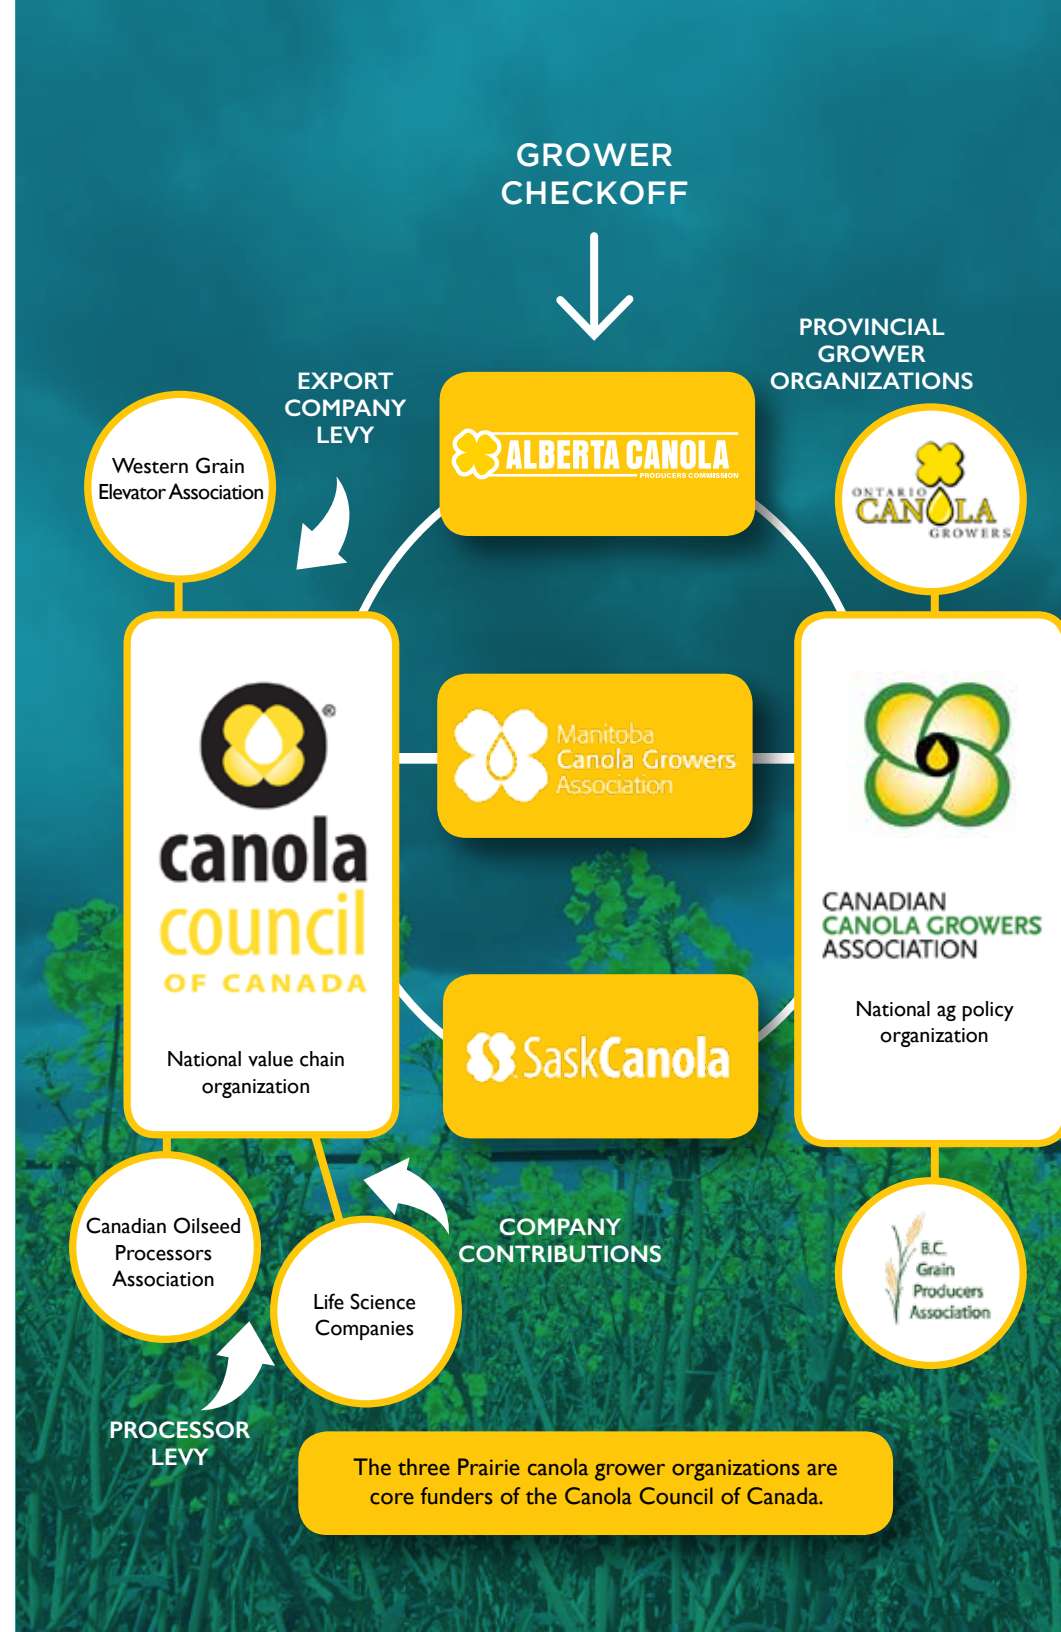 GROWER
CHECKOFF
PROVINCIAL
GROWER
ORGANIZATIONS
EXPORT
COMPANY
LEVY
Western Grain
Elevator Association
ALBERTA CANOLA
PRODUCERS COMMISSION
ONTARIO
CANOLA
GROWERS
canola
council
OF CANADA
®
National value chain
organization
Manitoba
Canola Growers
Association
CANADIAN
CANOLA GROWERS
ASSOCIATION
National ag policy
organization
SaskCanola
Canadian Oilseed
Processors
Association
Life Science
Companies
COMPANY
CONTRIBUTIONS
B.C.
Grain
Producers
Association
PROCESSOR
LEVY
The three Prairie canola grower organizations are
core funders of the Canola Council of Canada.